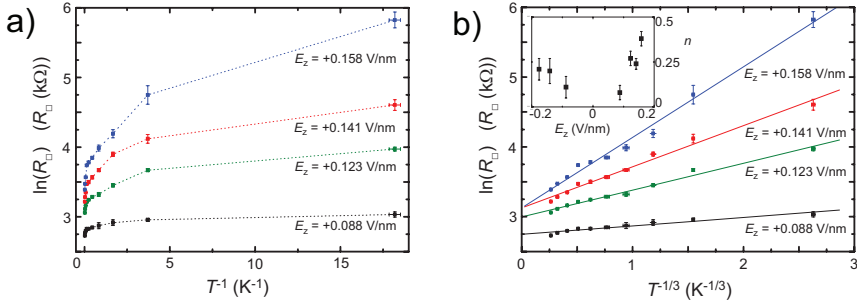 a)
6
5
4
3
ln(R□) (R□ (kΩ))
E_z = +0.158 V/nm
E_z = +0.141 V/nm
E_z = +0.123 V/nm
E_z = +0.088 V/nm
0 5 10 15
T⁻¹ (K⁻¹)
b)
6
5
4
3
ln(R□) (R□ (kΩ))
0.5
n
0.25
0
-0.2 0 0.2
E_z (V/nm)
E_z = +0.158 V/nm
E_z = +0.141 V/nm
E_z = +0.123 V/nm
E_z = +0.088 V/nm
0 1 2 3
T⁻¹/³ (K⁻¹/³)